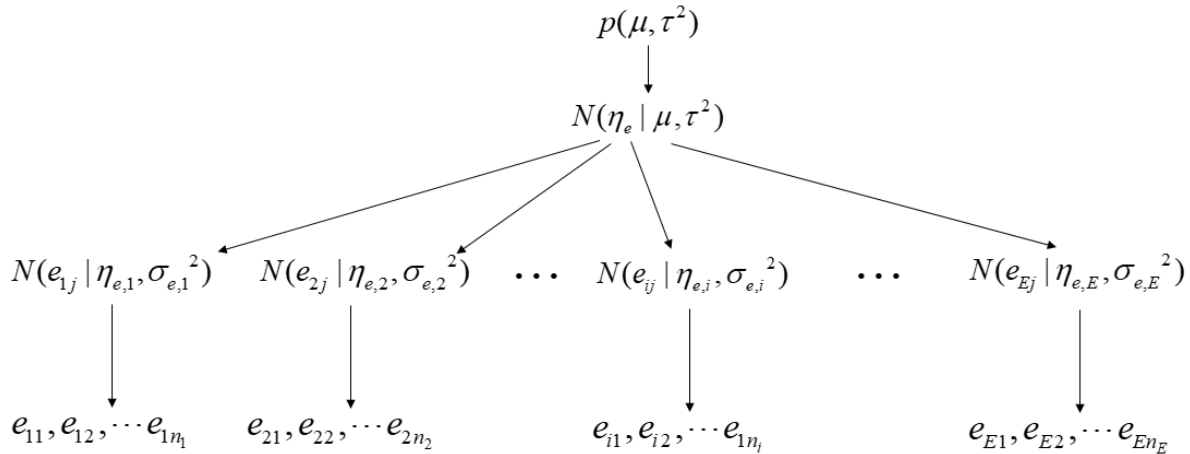 p(μ, τ²)
N(ηₑ | μ, τ²)
N(e_{1j} | η_{e,1}, σ_{e,1}²) N(e_{2j} | η_{e,2}, σ_{e,2}²) ... N(e_{ij} | η_{e,i}, σ_{e,i}²) ... N(e_{Ej} | η_{e,E}, σ_{e,E}²)
e_{11}, e_{12}, ⋯ e_{1n_1} e_{21}, e_{22}, ⋯ e_{2n_2} e_{i1}, e_{i2}, ⋯ e_{1n_i} e_{E1}, e_{E2}, ⋯ e_{En_E}